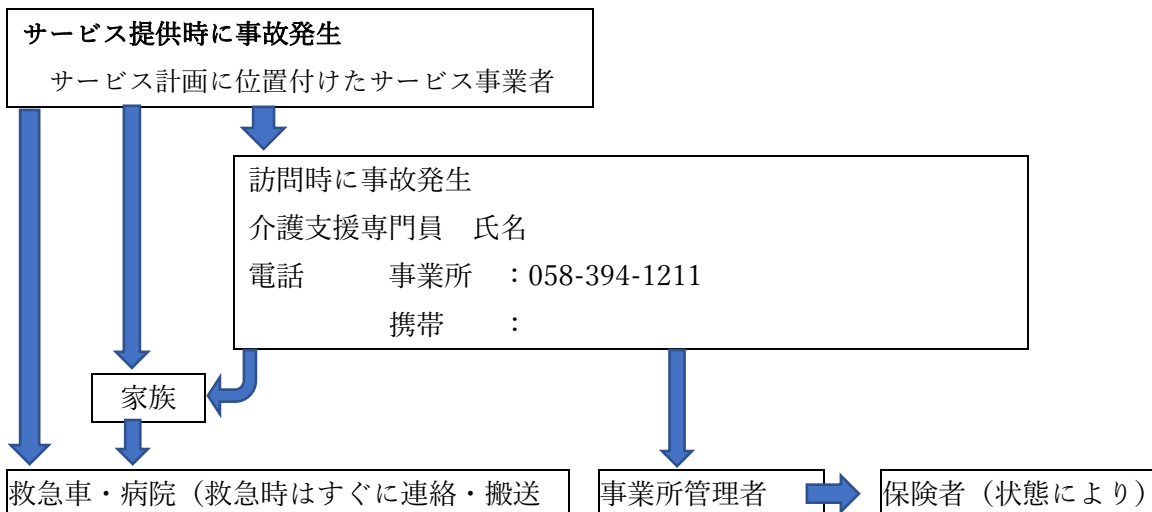 サービス提供時に事故発生
サービス計画に位置付けたサービス事業者
訪問時に事故発生
介護支援専門員　氏名
電話　　　事業所　：058-394-1211
携帯　　：
家族
救急車・病院（救急時はすぐに連絡・搬送
事業所管理者
保険者（状態により）